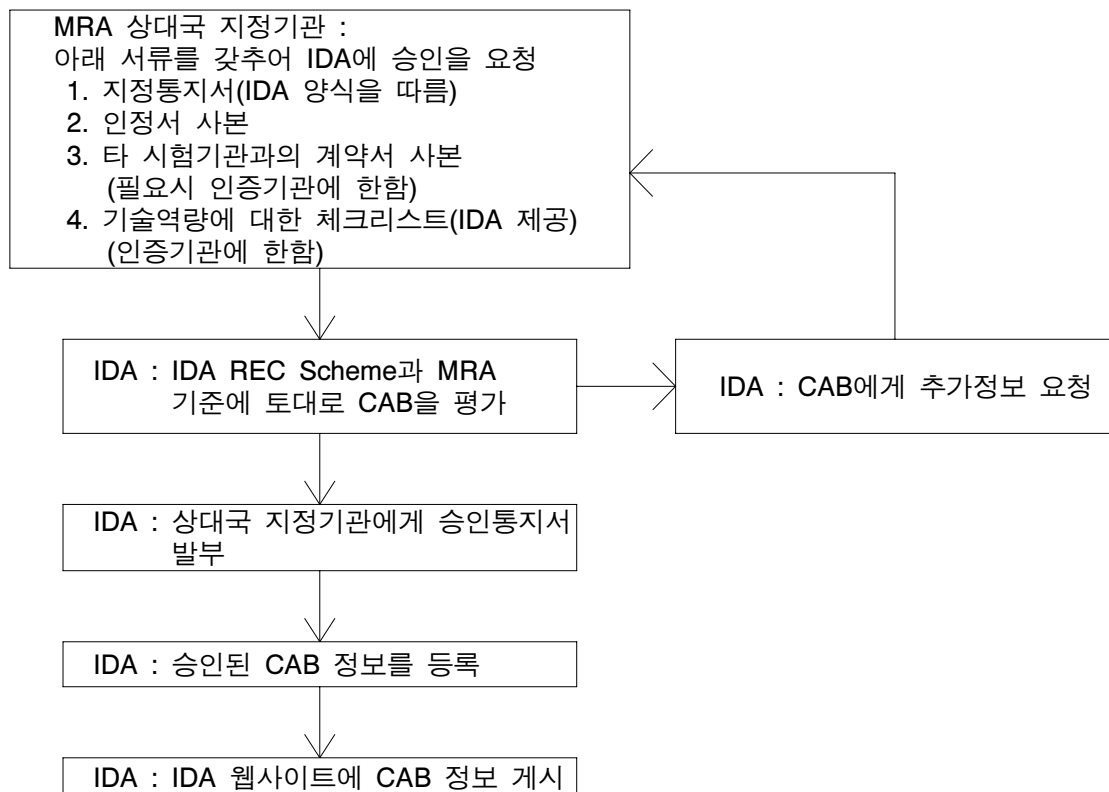 MRA 상대국 지정기관 :
아래 서류를 갖추어 IDA에 승인을 요청
1. 지정통지서(IDA 양식을 따름)
2. 인정서 사본
3. 타 시험기관과의 계약서 사본
(필요시 인증기관에 한함)
4. 기술역량에 대한 체크리스트(IDA 제공)
(인증기관에 한함)
IDA : IDA REC Scheme과 MRA
기준에 토대로 CAB을 평가
IDA : CAB에게 추가정보 요청
IDA : 상대국 지정기관에게 승인통지서
발부
IDA : 승인된 CAB 정보를 등록
IDA : IDA 웹사이트에 CAB 정보 게시